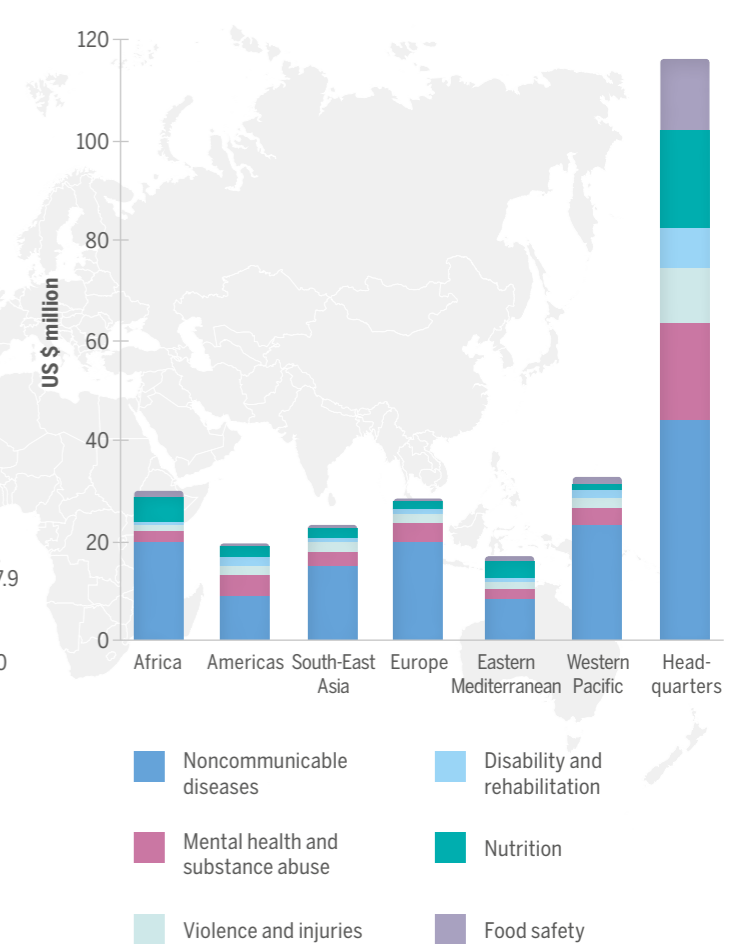 120
100
80
US $ million
60
40
20
7.9
0
0
Africa
Americas
South-East
Asia
Europe
Eastern
Mediterranean
Western
Pacific
Head-
quarters
Noncommunicable
diseases
Disability and
rehabilitation
Mental health and
substance abuse
Nutrition
Violence and injuries
Food safety